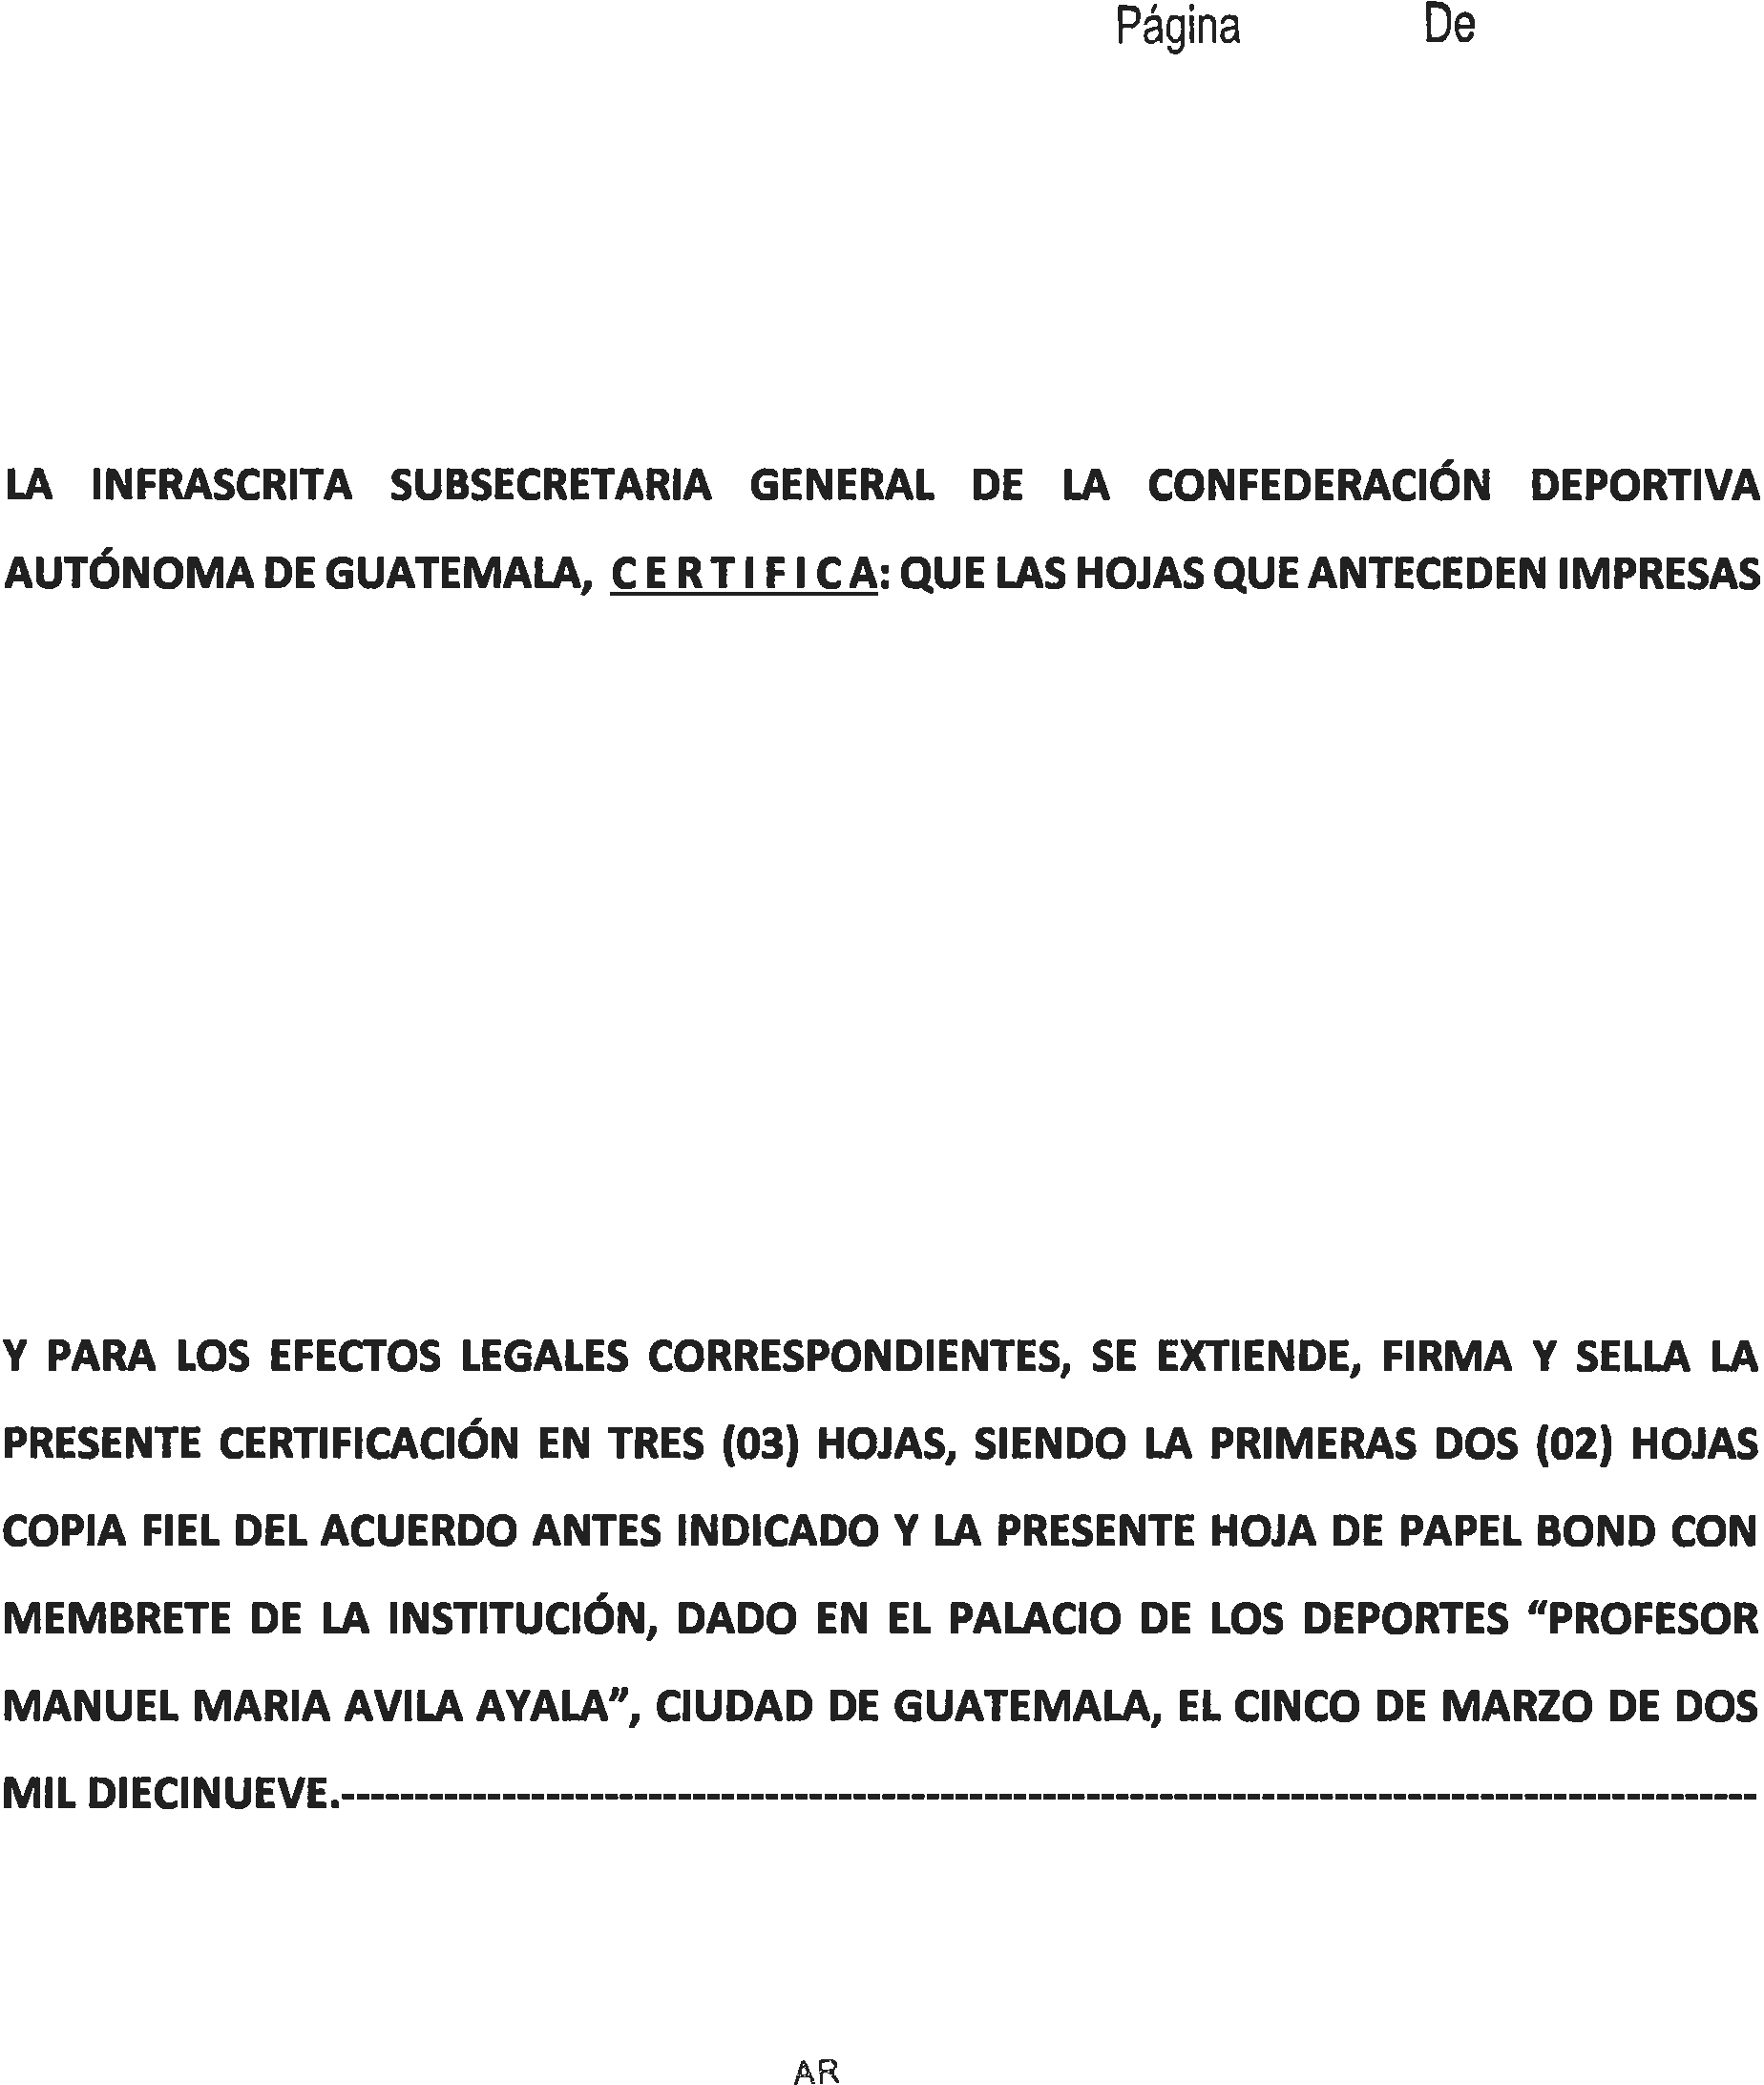 Página De
LA INFRASCRITA SUBSECRETARIA GENERAL DE LA CONFEDERACIÓN DEPORTIVA
AUTÓNOMA DE GUATEMALA, C E R T I F I C A: QUE LAS HOJAS QUE ANTECEDEN IMPRESAS
Y PARA LOS EFECTOS LEGALES CORRESPONDIENTES, SE EXTIENDE, FIRMA Y SELLA LA
PRESENTE CERTIFICACIÓN EN TRES (03) HOJAS, SIENDO LA PRIMERAS DOS (02) HOJAS
COPIA FIEL DEL ACUERDO ANTES INDICADO Y LA PRESENTE HOJA DE PAPEL BOND CON
MEMBRETE DE LA INSTITUCIÓN, DADO EN EL PALACIO DE LOS DEPORTES “PROFESOR
MANUEL MARIA AVILA AYALA”, CIUDAD DE GUATEMALA, EL CINCO DE MARZO DE DOS
MIL DIECINUEVE.-------------------------------------------------------------------------------------------------
AR